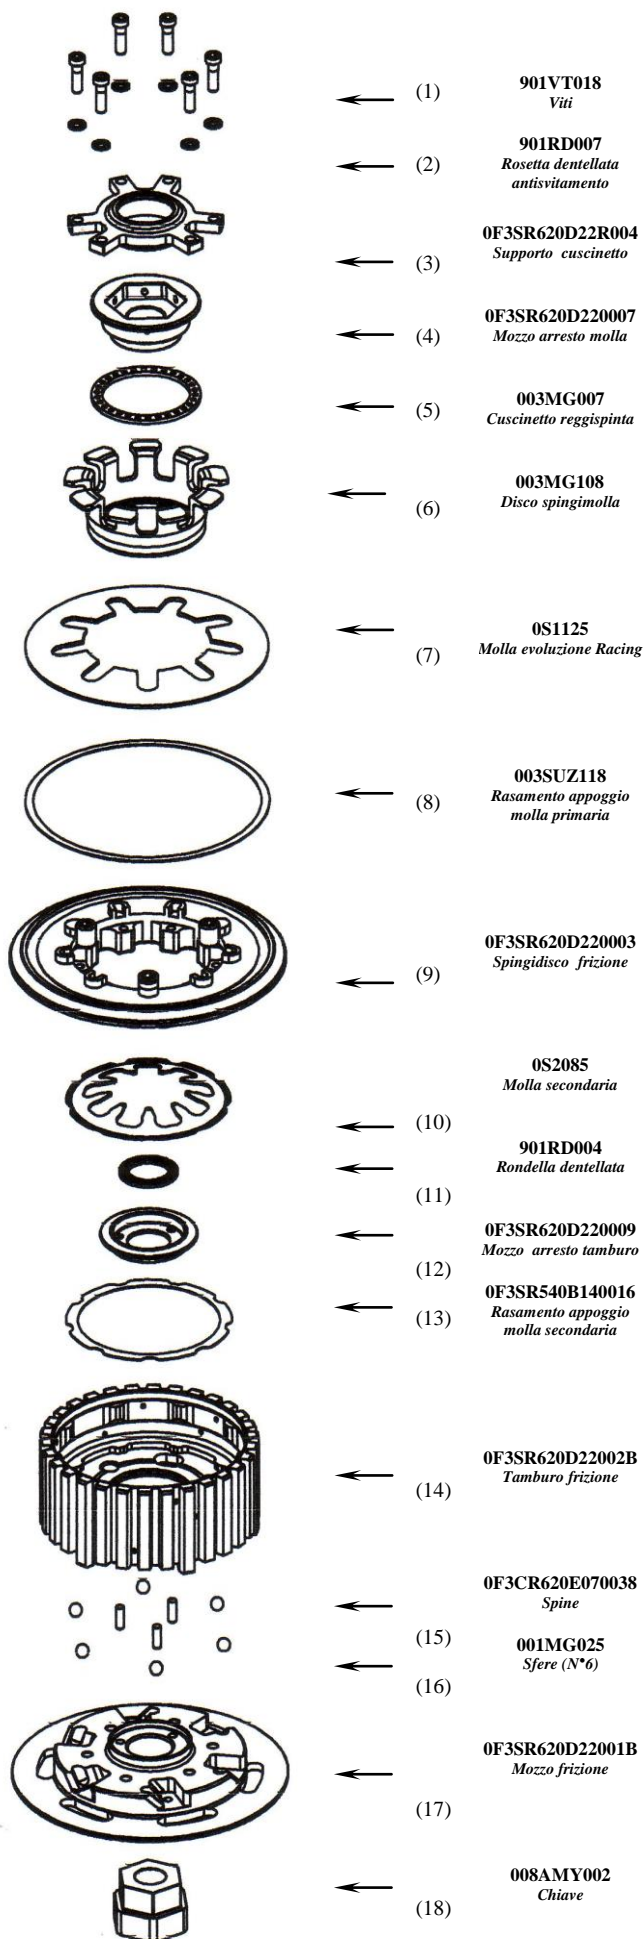 (1)
901VT018
Viti
(2)
901RD007
Rosetta dentellata
antisvitamento
(3)
0F3SR620D22R004
Supporto cuscinetto
(4)
0F3SR620D220007
Mozzo arresto molla
(5)
003MG007
Cuscinetto reggispinta
(6)
003MG108
Disco spingimolla
(7)
0S1125
Molla evoluzione Racing
(8)
003SUZ118
Rasamento appoggio
molla primaria
(9)
0F3SR620D220003
Spingidisco frizione
(10)
0S2085
Molla secondaria
(11)
901RD004
Rondella dentellata
(12)
0F3SR620D220009
Mozzo arresto tamburo
(13)
0F3SR540B140016
Rasamento appoggio
molla secondaria
(14)
0F3SR620D22002B
Tamburo frizione
(15)
0F3CR620E070038
Spine
(16)
001MG025
Sfere (N•6)
(17)
0F3SR620D22001B
Mozzo frizione
(18)
008AMY002
Chiave